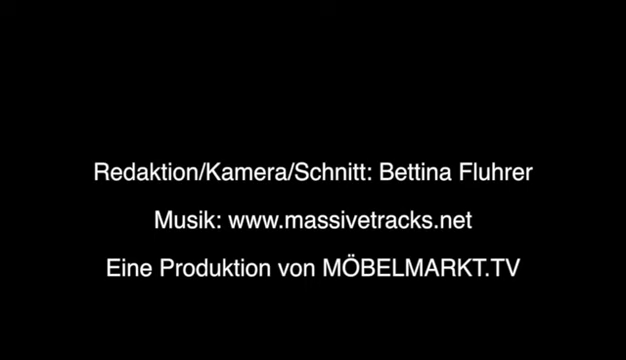 Redaktion/Kamera/Schnitt: Bettina Fluhrer
Musik: www.massivetracks.net
Eine Produktion von MÖBELMARKT.TV